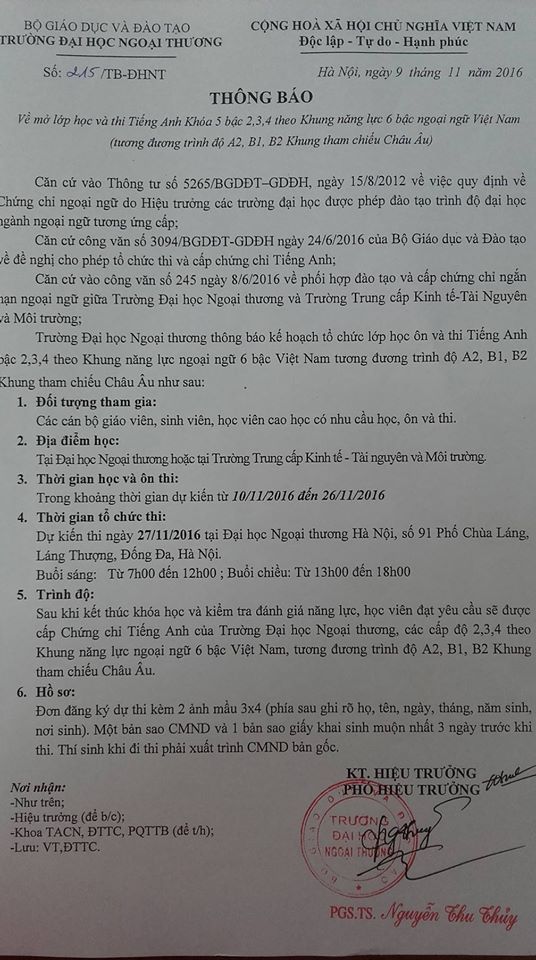 BỘ GIÁO DỤC VÀ ĐÀO TẠO
TRƯỜNG ĐẠI HỌC NGOẠI THƯƠNG
CỘNG HOÀ XÃ HỘI CHỦ NGHĨA VIỆT NAM
Độc lập - Tự do - Hạnh phúc
Số: 215/TB-ĐHNT
Hà Nội, ngày 9 tháng 11 năm 2016
THÔNG BÁO
Về mở lớp học và thi Tiếng Anh Khóa 5 bậc 2,3,4 theo Khung năng lực 6 bậc ngoại ngữ Việt Nam
(tương đương trình độ A2, B1, B2 Khung tham chiếu Châu Âu)
Căn cứ vào Thông tư số 5265/BGDĐT–GDĐH, ngày 15/8/2012 về việc quy định về
Chứng chỉ ngoại ngữ do Hiệu trưởng các trường đại học được phép đào tạo trình độ đại học
ngành ngoại ngữ tương ứng cấp;
Căn cứ công văn số 3094/BGDĐT-GDĐH ngày 24/6/2016 của Bộ Giáo dục và Đào tạo
về đề nghị cho phép tổ chức thi và cấp chứng chỉ Tiếng Anh;
Căn cứ vào công văn số 245 ngày 8/6/2016 về phối hợp đào tạo và cấp chứng chỉ ngắn
hạn ngoại ngữ giữa Trường Đại học Ngoại thương và Trường Trung cấp Kinh tế-Tài Nguyên
và Môi trường;
Trường Đại học Ngoại thương thông báo kế hoạch tổ chức lớp học ôn và thi Tiếng Anh
bậc 2,3,4 theo Khung năng lực ngoại ngữ 6 bậc Việt Nam tương đương trình độ A2, B1, B2
Khung tham chiếu Châu Âu như sau:
1. Đối tượng tham gia:
Các cán bộ giáo viên, sinh viên, học viên cao học có nhu cầu học, ôn và thi.
2. Địa điểm học:
Tại Đại học Ngoại thương hoặc tại Trường Trung cấp Kinh tế - Tài nguyên và Môi trường.
3. Thời gian học và ôn thi:
Trong khoảng thời gian dự kiến từ 10/11/2016 đến 26/11/2016
4. Thời gian tổ chức thi:
Dự kiến thi ngày 27/11/2016 tại Đại học Ngoại thương Hà Nội, số 91 Phố Chùa Láng,
Láng Thượng, Đống Đa, Hà Nội.
Buổi sáng: Từ 7h00 đến 12h00 ; Buổi chiều: Từ 13h00 đến 18h00
5. Trình độ:
Sau khi kết thúc khóa học và kiểm tra đánh giá năng lực, học viên đạt yêu cầu sẽ được
cấp Chứng chỉ Tiếng Anh của Trường Đại học Ngoại thương, các cấp độ 2,3,4 theo
Khung năng lực ngoại ngữ 6 bậc Việt Nam, tương đương trình độ A2, B1, B2 Khung
tham chiếu Châu Âu.
6. Hồ sơ:
Đơn đăng ký dự thi kèm 2 ảnh mầu 3x4 (phía sau ghi rõ họ, tên, ngày, tháng, năm sinh,
nơi sinh). Một bản sao CMND và 1 bản sao giấy khai sinh muộn nhất 3 ngày trước khi
thi. Thí sinh khi đi thi phải xuất trình CMND bản gốc.
Nơi nhận:
-Như trên;
-Hiệu trưởng (để b/c);
-Khoa TACN, ĐTTC, PQTTB (để t/h);
-Lưu: VT,ĐTTC.
KT. HIỆU TRƯỞNG
PHÓ HIỆU TRƯỞNG
TRƯỜNG
ĐẠI HỌC
NGOẠI THƯƠNG
PGS.TS. Nguyễn Thu Thủy